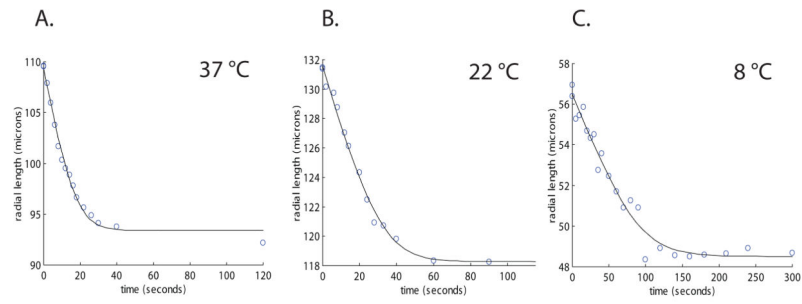 A.
37 °C
radial length (microns)
110
105
100
95
90
0 20 40 60 80 100 120
time (seconds)
B.
22 °C
radial length (microns)
132
130
128
126
124
122
120
118
0 20 40 60 80 100
time (seconds)
C.
8 °C
radial length (microns)
58
56
54
52
50
48
0 50 100 150 200 250 300
time (seconds)